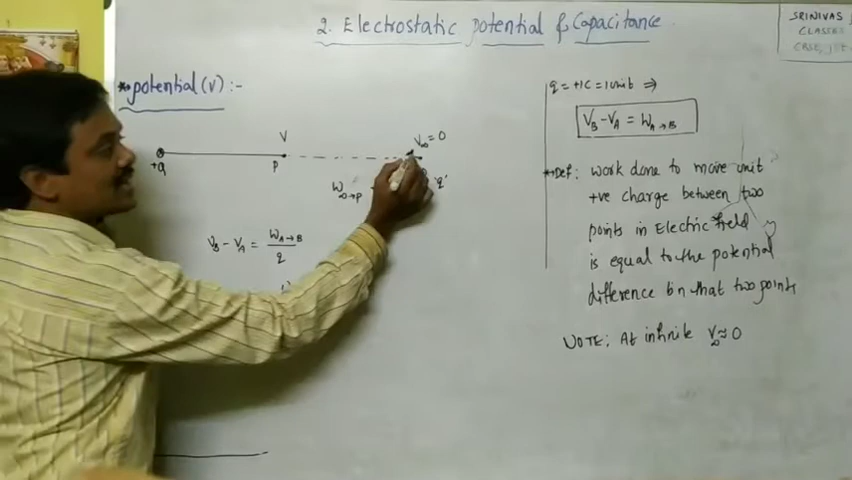 2. Electrostatic potential & Capacitance
SRINIVAS
CLASSES
*potential (V) :-
V
V∞ = 0
+Q
P
W∞→P
'q'
VB - VA = WA→B / q
q = +1C = 1 unit ⇒
VB - VA = WA→B
*Def: work done to move unit
+ve charge between two
points in Electric field
is equal to the potential
difference b/n that two points
NOTE: At infinite V∞ ≈ 0